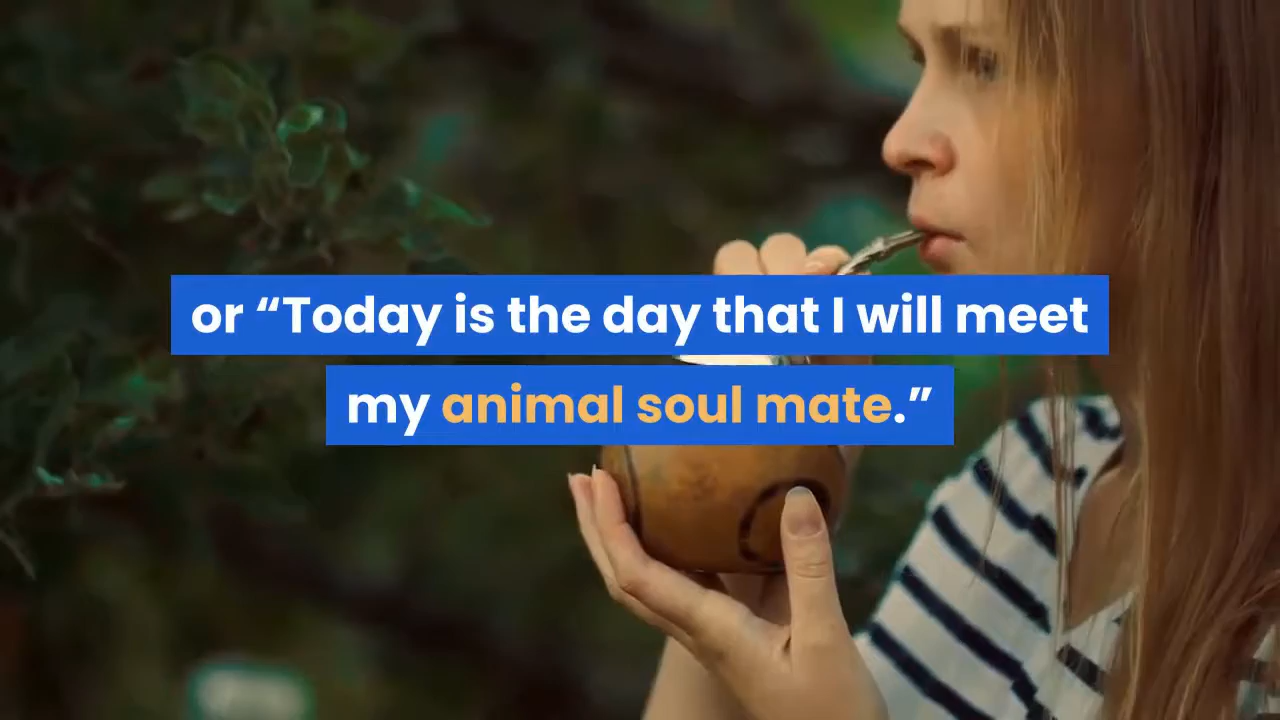 or “Today is the day that I will meet
my animal soul mate.”